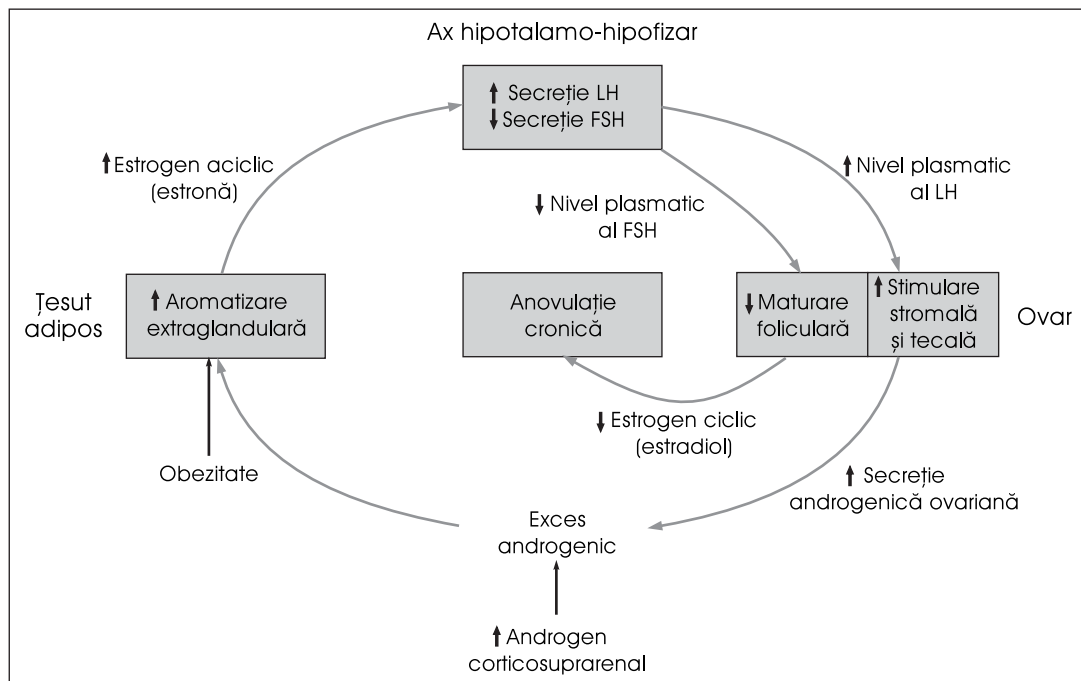 Ax hipotalamo-hipofizar
↑ Secreție LH
↓ Secreție FSH
↑ Estrogen aciclic
(estronă)
↑ Nivel plasmatic
al LH
↓ Nivel plasmatic
al FSH
Țesut
adipos
↑ Aromatizare
extraglandulară
Anovulație
cronică
↓ Maturare
foliculară
↑ Stimulare
stromală
și tecală
Ovar
↓ Estrogen ciclic
(estradiol)
Obezitate
↑ Secreție
androgenică ovariană
Exces
androgenic
↑ Androgen
corticosuprarenal